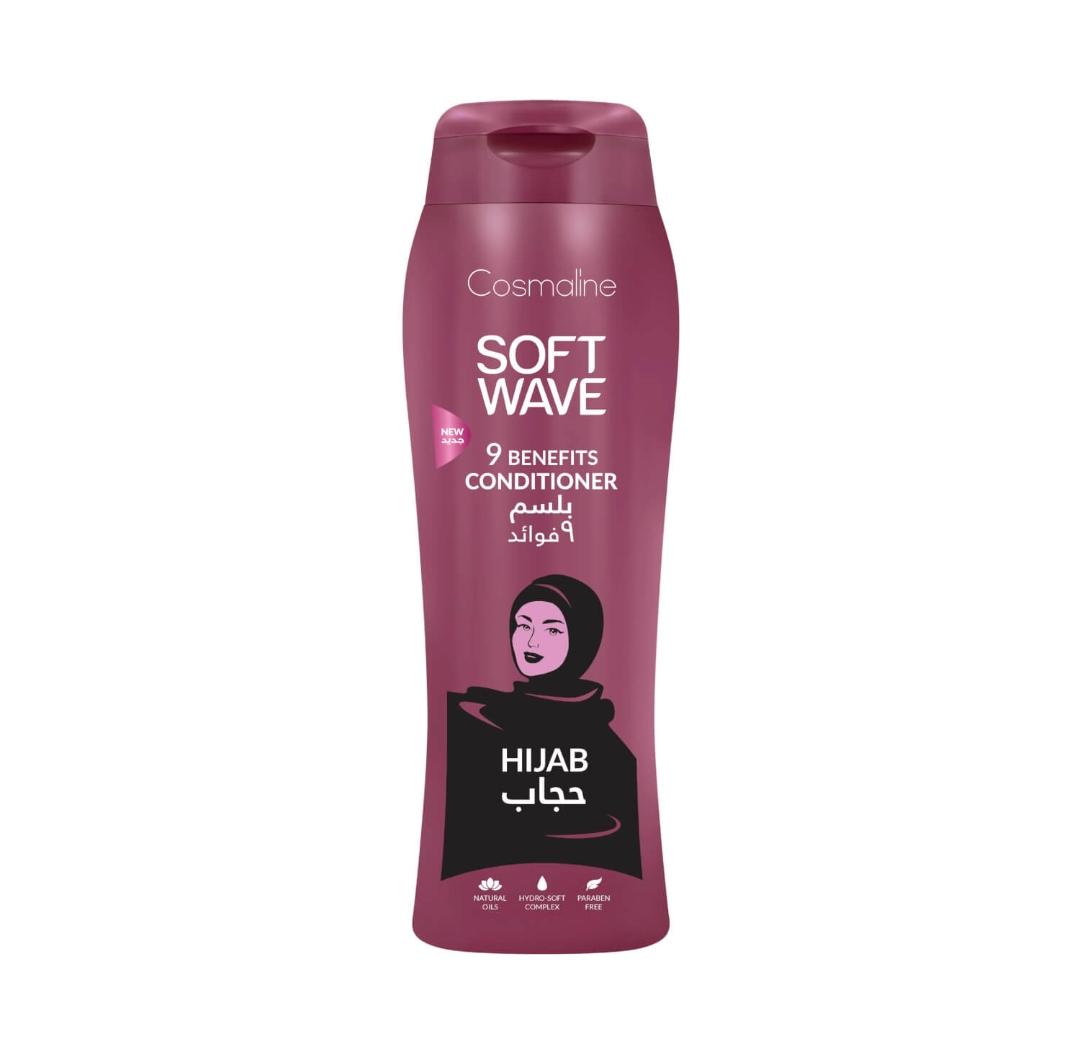 Cosmaline
SOFT
WAVE
NEW
جديد
9 BENEFITS
CONDITIONER
بلسم
٩ فوائد
HIJAB
حجاب
NATURAL
OILS
HYDRO-SOFT
COMPLEX
PARABEN
FREE